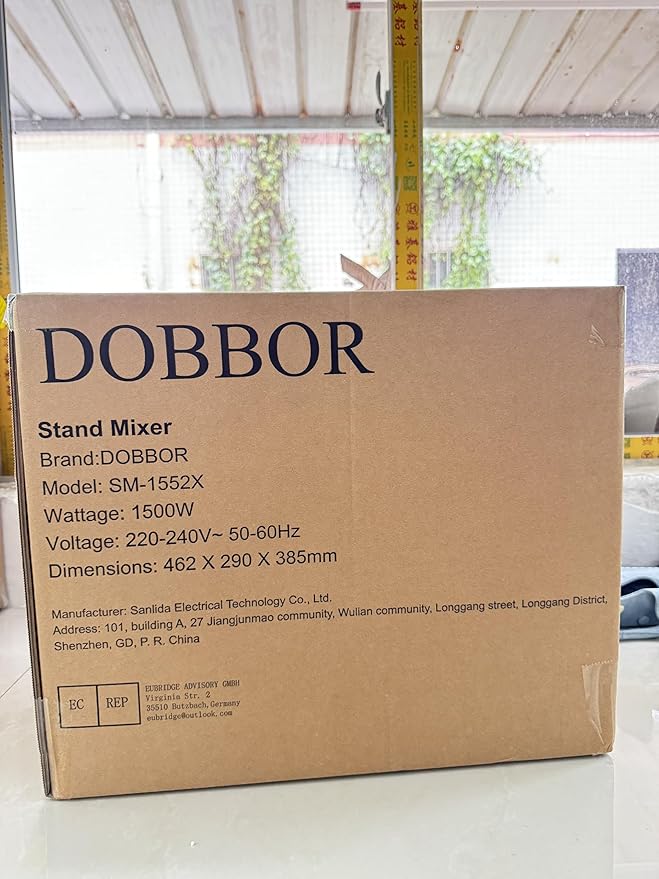 DOBBOR
Stand Mixer
Brand:DOBBOR
Model: SM-1552X
Wattage: 1500W
Voltage: 220-240V~ 50-60Hz
Dimensions: 462 X 290 X 385mm
Manufacturer: Sanlida Electrical Technology Co., Ltd.
Address: 101, building A, 27 Jiangjunmao community, Wulian community, Longgang street, Longgang District,
Shenzhen, GD, P. R. China
EC REP
EUBRIDGE ADVISORY GMBH
Virginia Str. 2
35510 Butzbach,Germany
eubridge@outlook.com